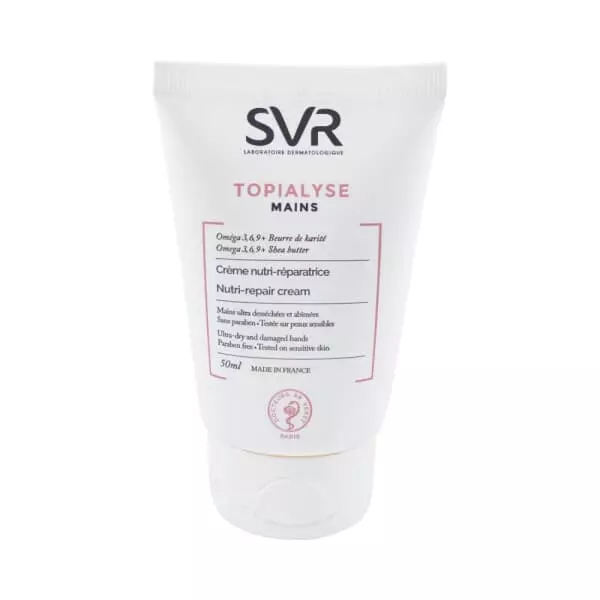 SVR
LABORATOIRE DERMATOLOGIQUE
TOPIALYSE
MAINS
Oméga 3,6,9+ Beurre de karité
Omega 3,6,9+ Shea butter
Crème nutri-réparatrice
Nutri-repair cream
Mains ultra desséchées et abîmées
Sans paraben • Testée sur peaux sensibles
Ultra-dry and damaged hands
Paraben free • Tested on sensitive skin
50ml MADE IN FRANCE
DOCTEURS
PARIS